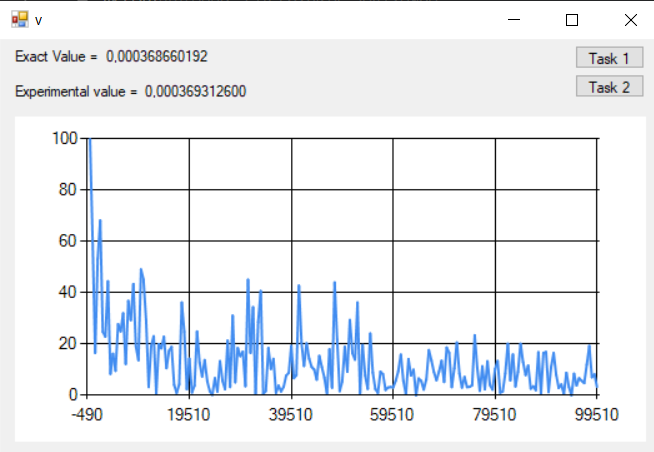 v
Exact Value = 0,000368660192
Task 1
Experimental value = 0,000369312600
Task 2
100
80
60
40
20
0
-490 19510 39510 59510 79510 99510